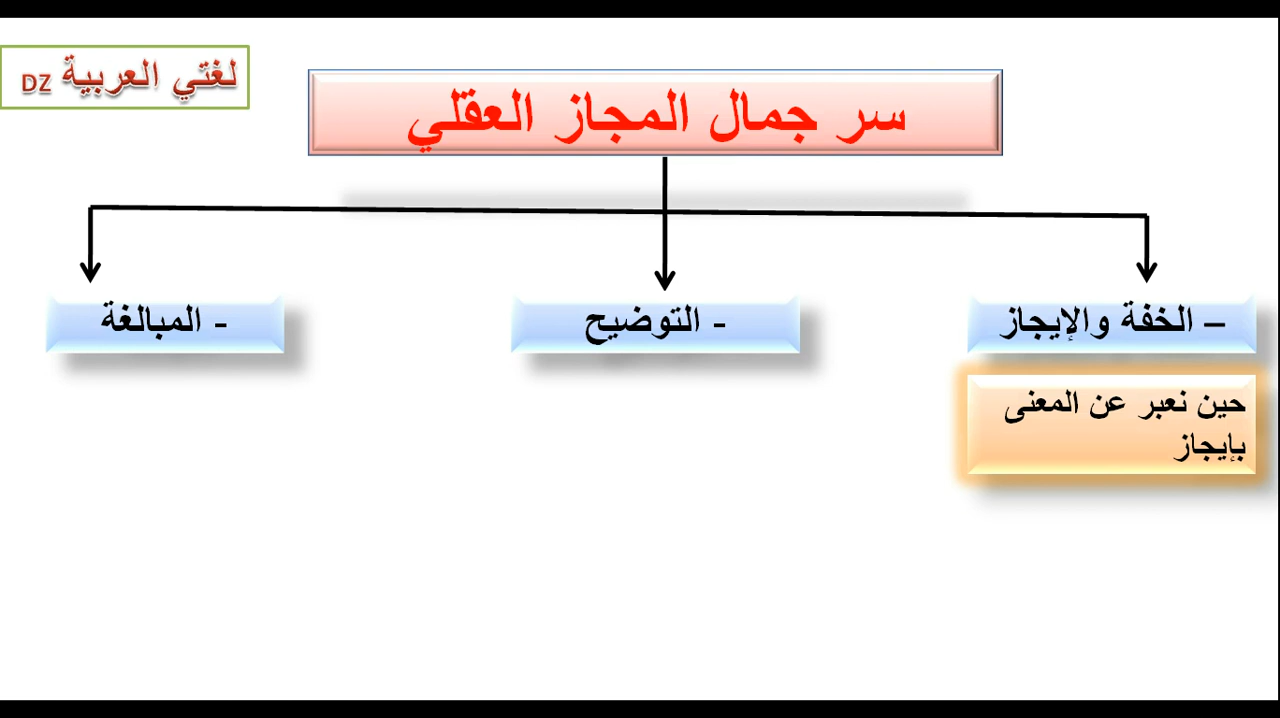 لغتي العربية DZ
سر جمال المجاز العقلي
– الخفة والإيجاز
- التوضيح
- المبالغة
حين نعبر عن المعنى
بإيجاز